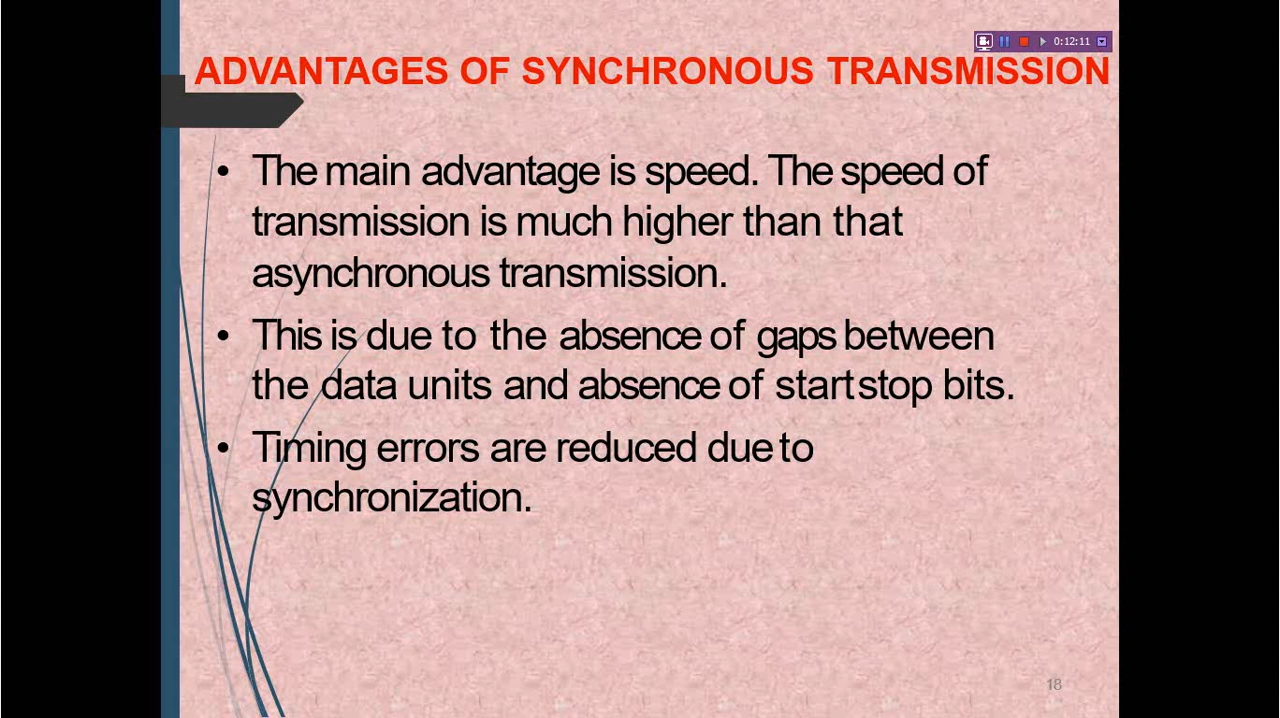 0:12:11
ADVANTAGES OF SYNCHRONOUS TRANSMISSION
• The main advantage is speed. The speed of
transmission is much higher than that
asynchronous transmission.
• This is due to the absence of gaps between
the data units and absence of start stop bits.
• Timing errors are reduced due to
synchronization.
18